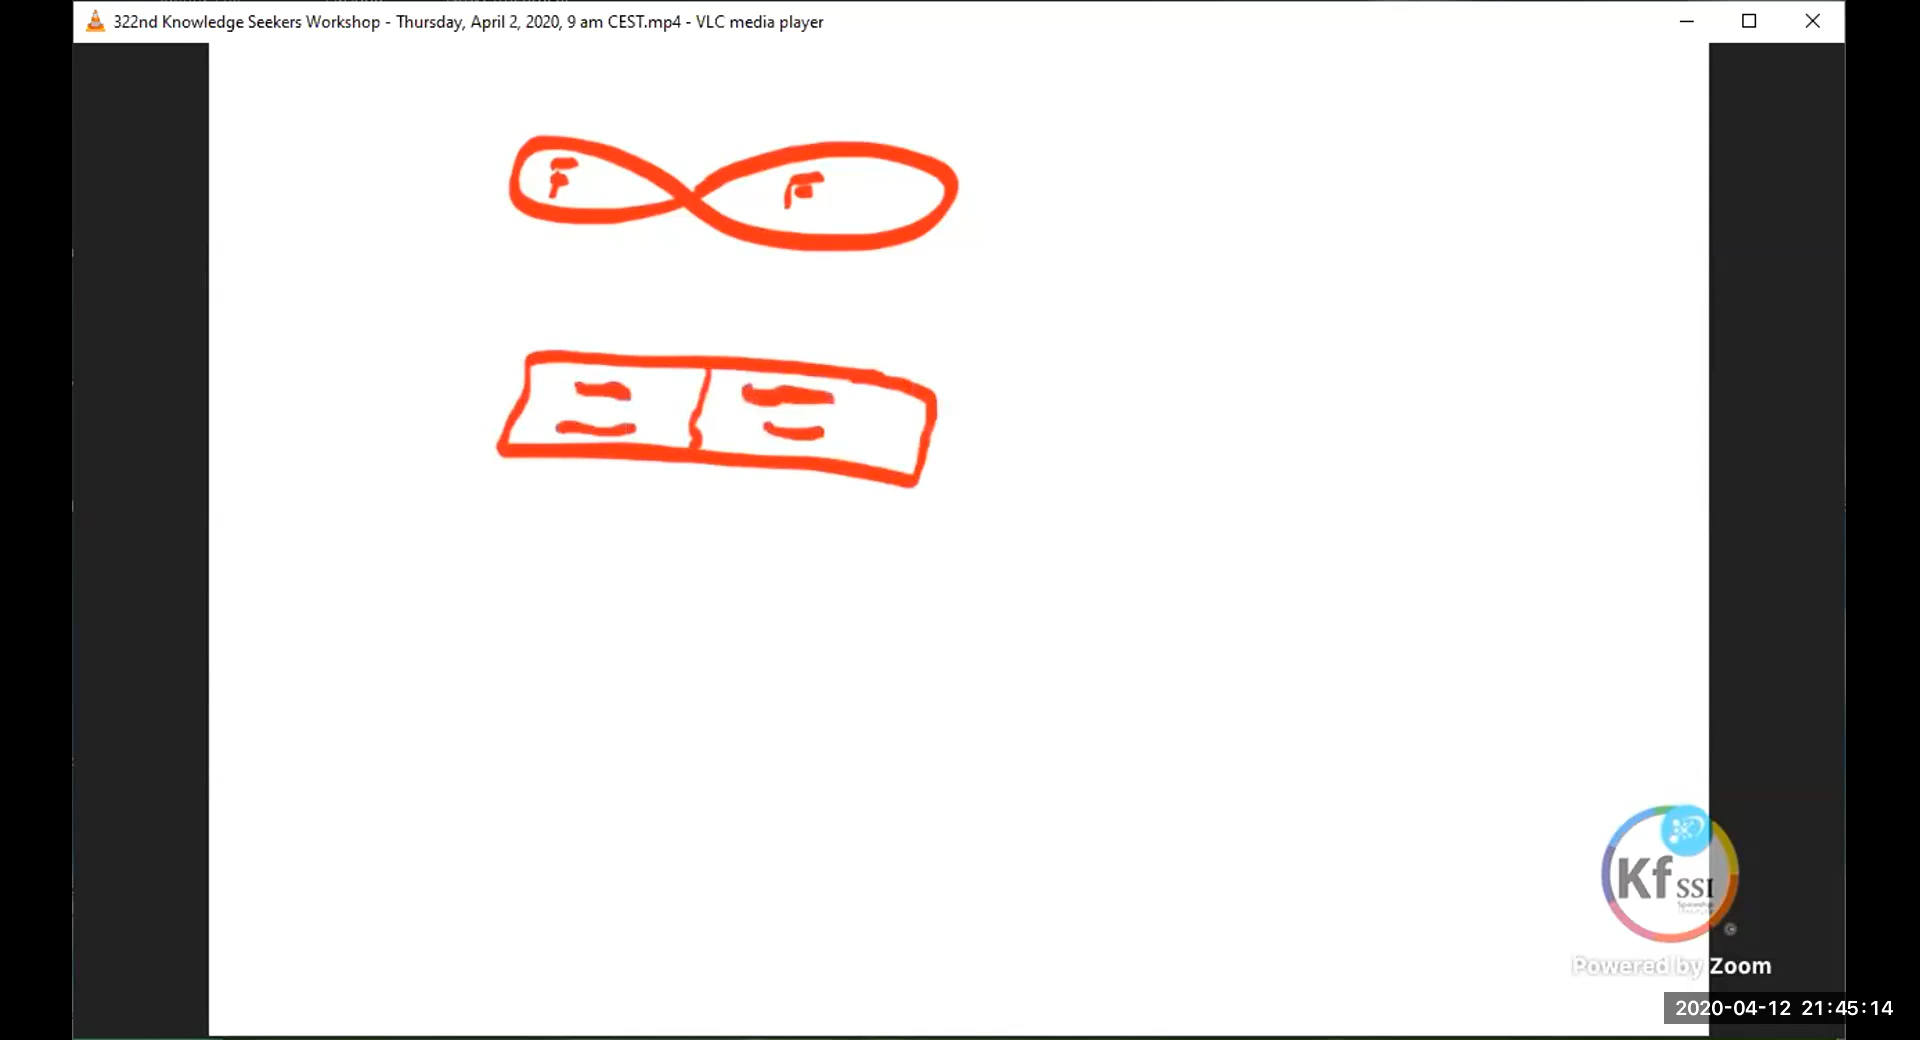 322nd Knowledge Seekers Workshop - Thursday, April 2, 2020, 9 am CEST.mp4 - VLC media player
F F
Kf SSI
©
Powered by Zoom
2020-04-12 21:45:14